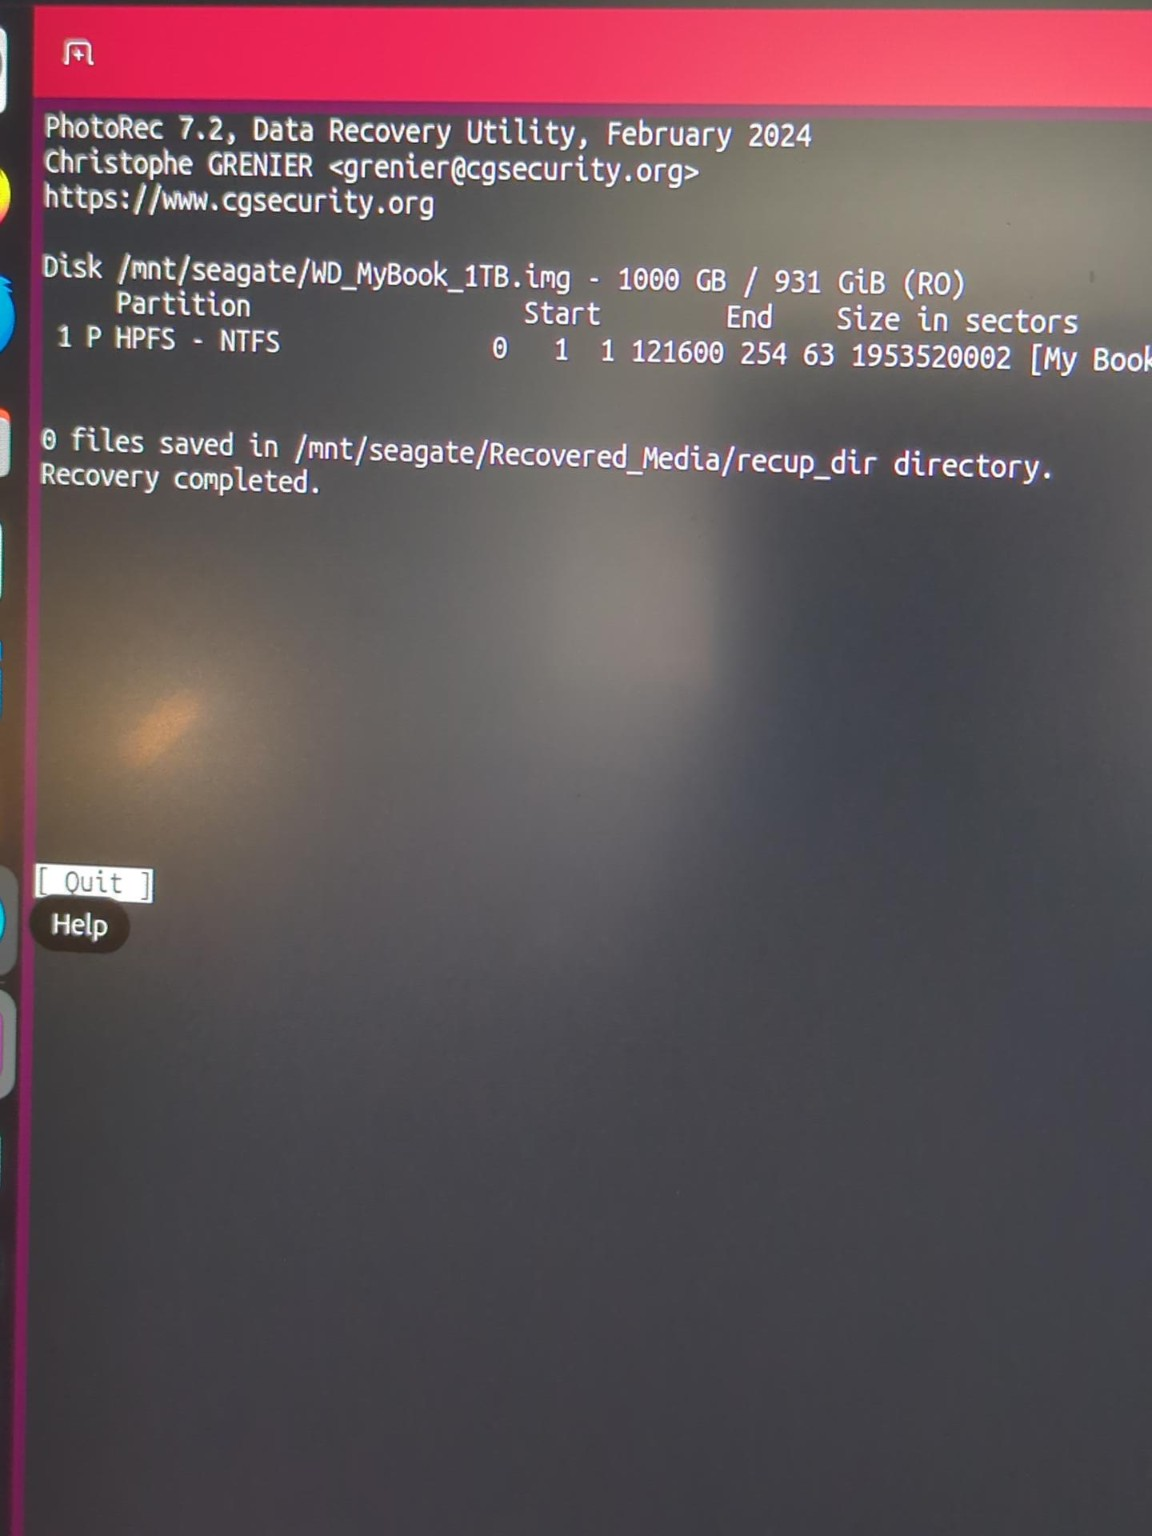 PhotoRec 7.2, Data Recovery Utility, February 2024
Christophe GRENIER <grenier@cgsecurity.org>
https://www.cgsecurity.org
Disk /mnt/seagate/WD_MyBook_1TB.img - 1000 GB / 931 GiB (RO)
Partition Start End Size in sectors
1 P HPFS - NTFS 0 1 1 121600 254 63 1953520002 [My Book
0 files saved in /mnt/seagate/Recovered_Media/recup_dir directory.
Recovery completed.
[ Quit ]
Help